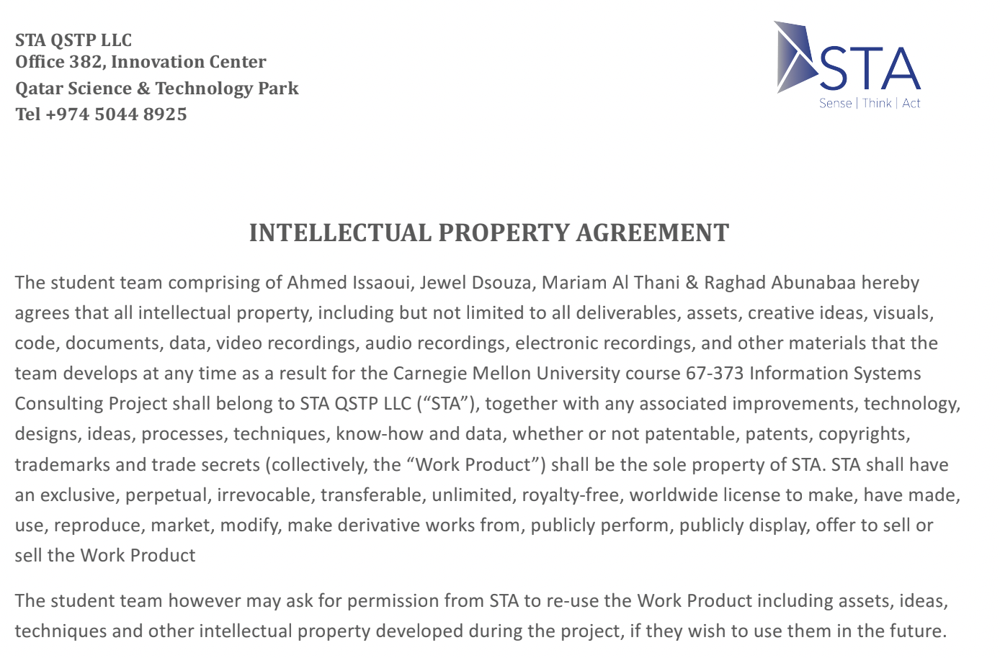 STA QSTP LLC
Office 382, Innovation Center
Qatar Science & Technology Park
Tel +974 5044 8925
STA
Sense | Think | Act
INTELLECTUAL PROPERTY AGREEMENT
The student team comprising of Ahmed Issaoui, Jewel Dsouza, Mariam Al Thani & Raghad Abunabaa hereby
agrees that all intellectual property, including but not limited to all deliverables, assets, creative ideas, visuals,
code, documents, data, video recordings, audio recordings, electronic recordings, and other materials that the
team develops at any time as a result for the Carnegie Mellon University course 67-373 Information Systems
Consulting Project shall belong to STA QSTP LLC (“STA”), together with any associated improvements, technology,
designs, ideas, processes, techniques, know-how and data, whether or not patentable, patents, copyrights,
trademarks and trade secrets (collectively, the “Work Product”) shall be the sole property of STA. STA shall have
an exclusive, perpetual, irrevocable, transferable, unlimited, royalty-free, worldwide license to make, have made,
use, reproduce, market, modify, make derivative works from, publicly perform, publicly display, offer to sell or
sell the Work Product
The student team however may ask for permission from STA to re-use the Work Product including assets, ideas,
techniques and other intellectual property developed during the project, if they wish to use them in the future.